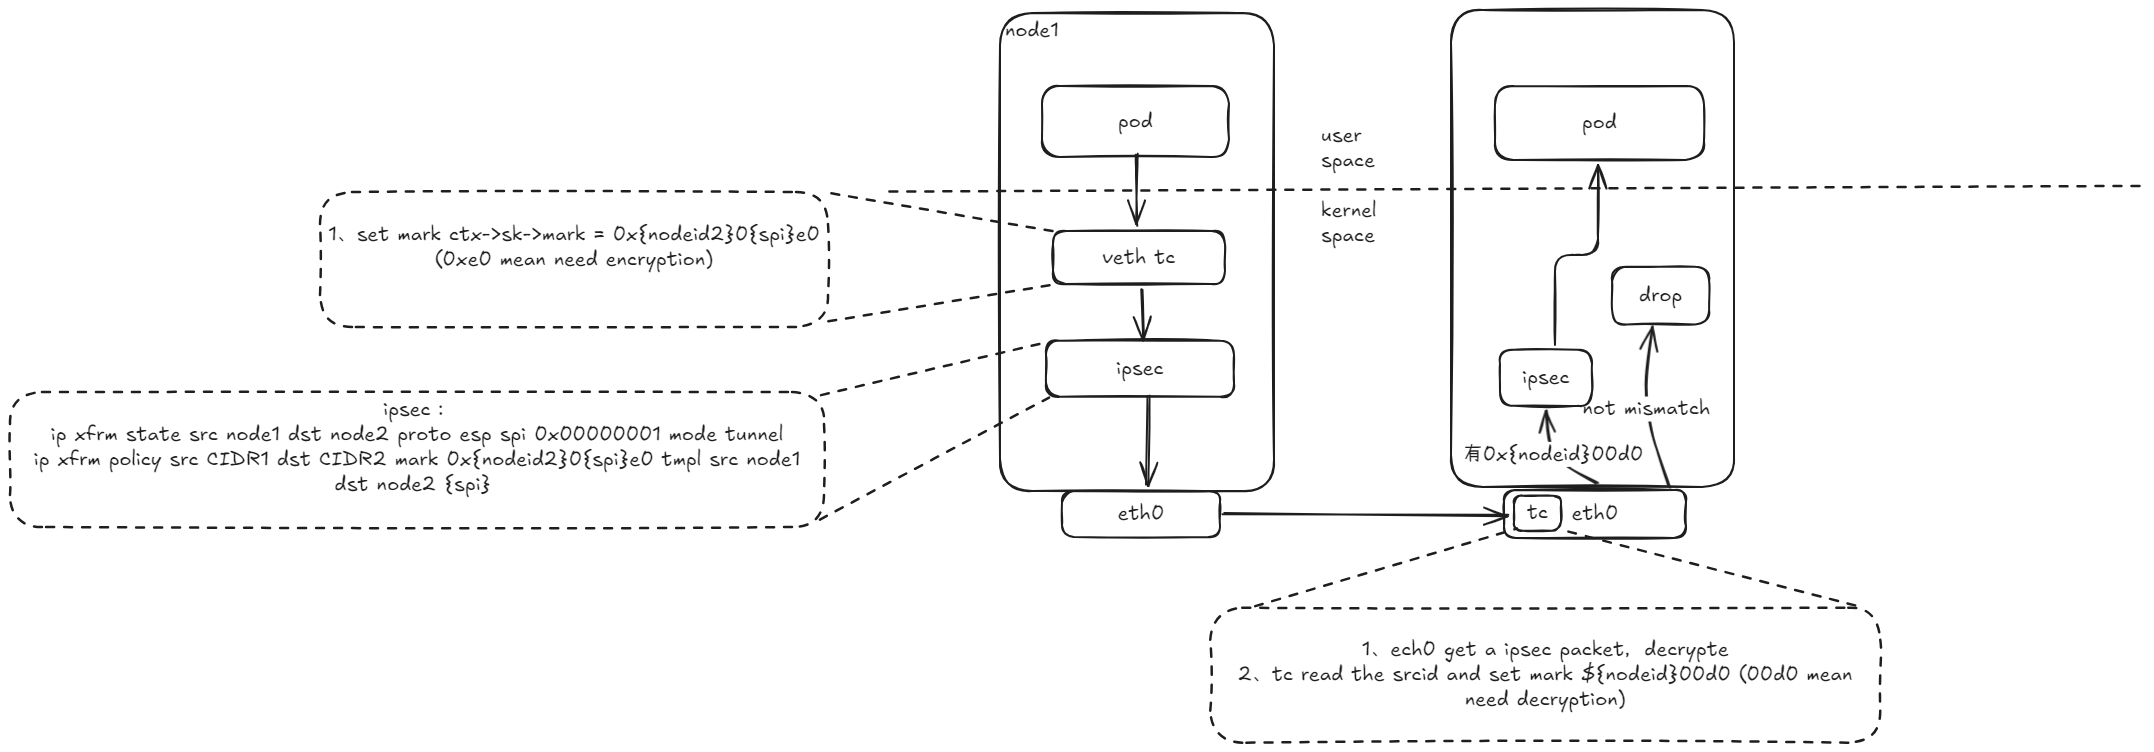 node1
pod
pod
user
space
kernel
space
1、set mark ctx->sk->mark = 0x{nodeid2}0{spi}e0
(0xe0 mean need encryption)
veth tc
drop
ipsec
ipsec
ipsec :
ip xfrm state src node1 dst node2 proto esp spi 0x00000001 mode tunnel
ip xfrm policy src CIDR1 dst CIDR2 mark 0x{nodeid2}0{spi}e0 tmpl src node1
dst node2 {spi}
not mismatch
有0x{nodeid}00d0
eth0
tc
eth0
1、ech0 get a ipsec packet, decrypte
2、tc read the srcid and set mark ${nodeid}00d0 (00d0 mean
need decryption)